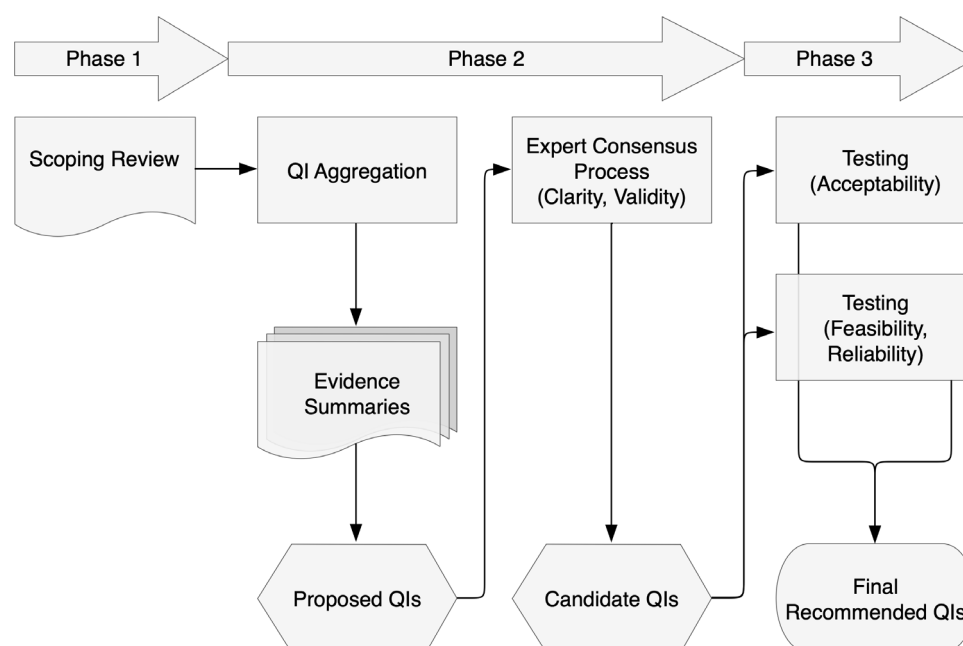 Phase 1
Phase 2
Phase 3
Scoping Review
QI Aggregation
Expert Consensus
Process
(Clarity, Validity)
Testing
(Acceptability)
Testing
(Feasibility,
Reliability)
Evidence
Summaries
Proposed QIs
Candidate QIs
Final
Recommended QIs